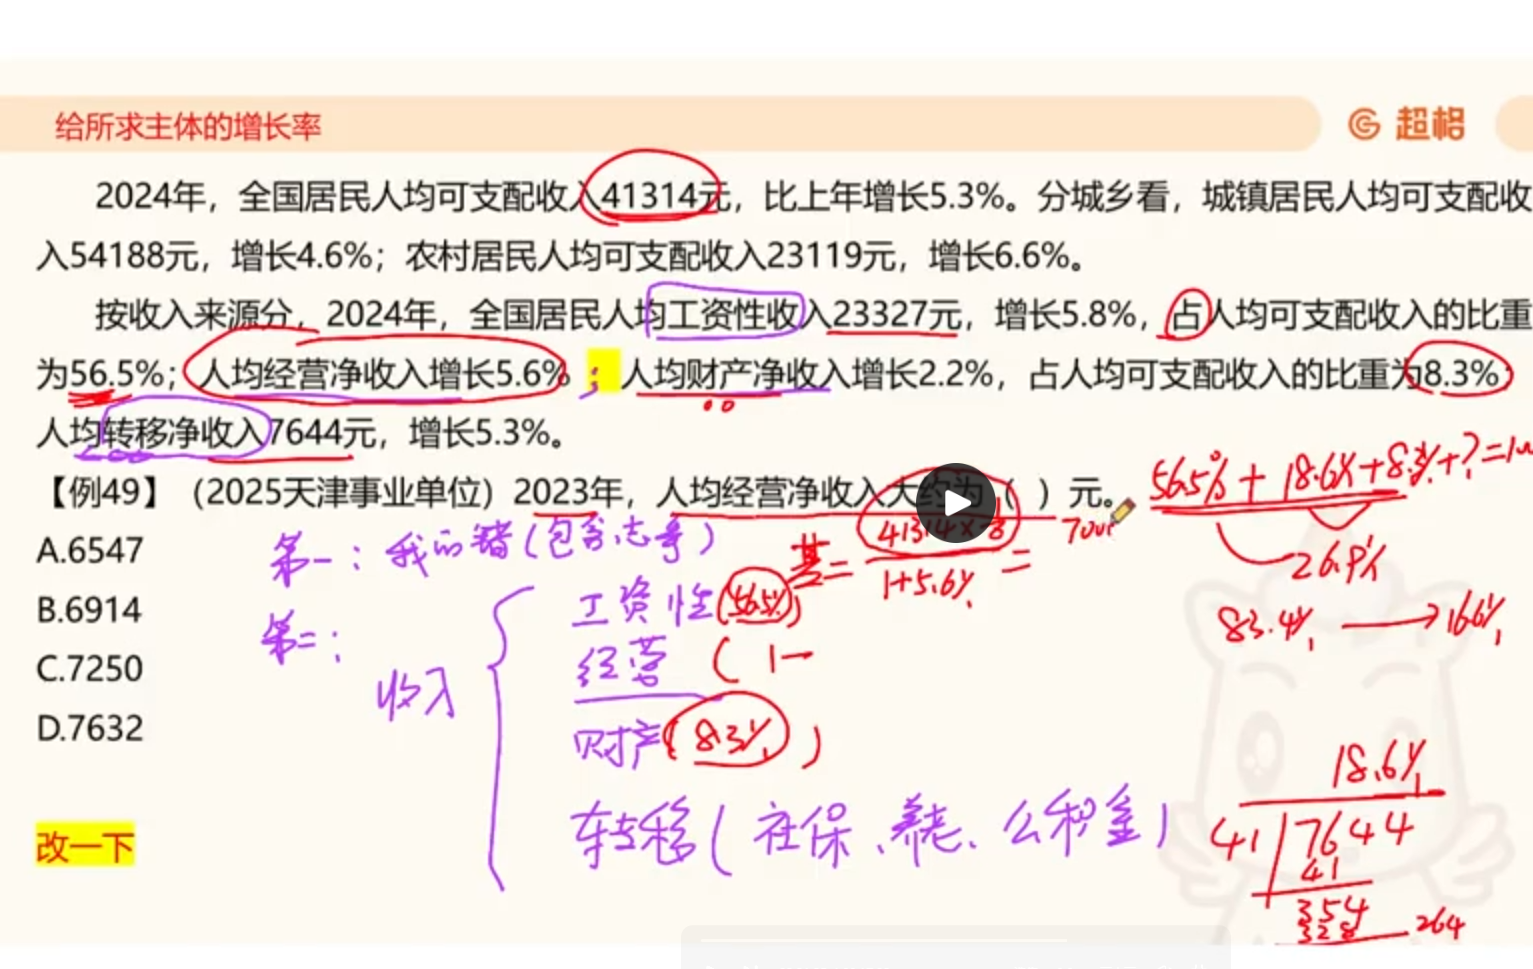 给所求主体的增长率
超格
2024年，全国居民人均可支配收入41314元，比上年增长5.3%。分城乡看，城镇居民人均可支配收
入54188元，增长4.6%；农村居民人均可支配收入23119元，增长6.6%。
按收入来源分，2024年，全国居民人均工资性收入23327元，增长5.8%，占人均可支配收入的比重
为56.5%；人均经营净收入增长5.6%；人均财产净收入增长2.2%，占人均可支配收入的比重为8.3%
人均转移净收入7644元，增长5.3%。
56.5%+18.6%+8.3%+?=1
【例49】（2025天津事业单位）2023年，人均经营净收入大约为（ ）元。
26.9%
83.4% → 16.6%
A.6547
第一：我的猪(包含志哥)
基=
1+5.6%
=
B.6914
第二：
C.7250
D.7632
收入
工资性(56.5%)
经营 (1-
财产(8.3%)
转移(社保、养老、公积金)
18.6%
41 7644
41
354
328
264
改一下